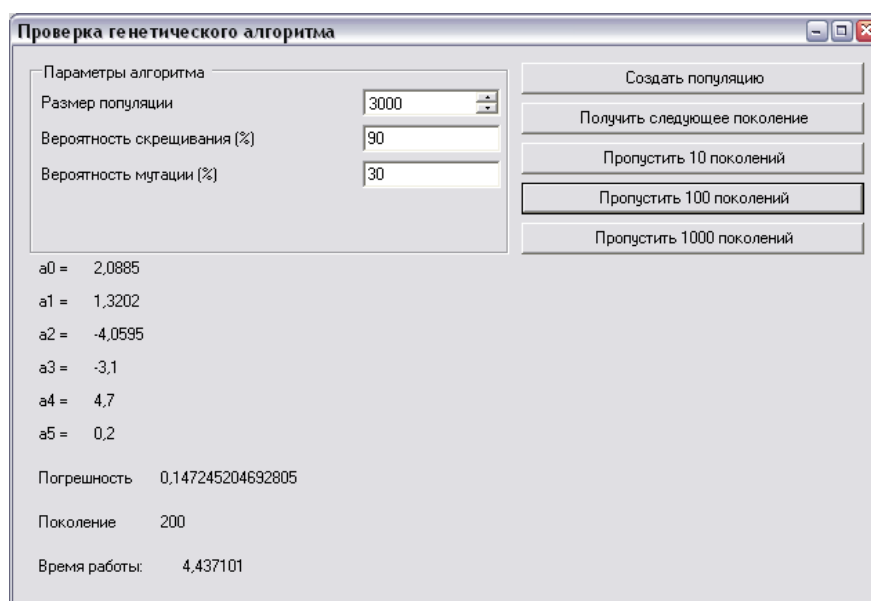 Проверка генетического алгоритма
Параметры алгоритма
Размер популяции 3000
Вероятность скрещивания (%) 90
Вероятность мутации (%) 30
Создать популяцию
Получить следующее поколение
Пропустить 10 поколений
Пропустить 100 поколений
Пропустить 1000 поколений
a0 = 2,0885
a1 = 1,3202
a2 = -4,0595
a3 = -3,1
a4 = 4,7
a5 = 0,2
Погрешность 0,147245204692805
Поколение 200
Время работы: 4,437101